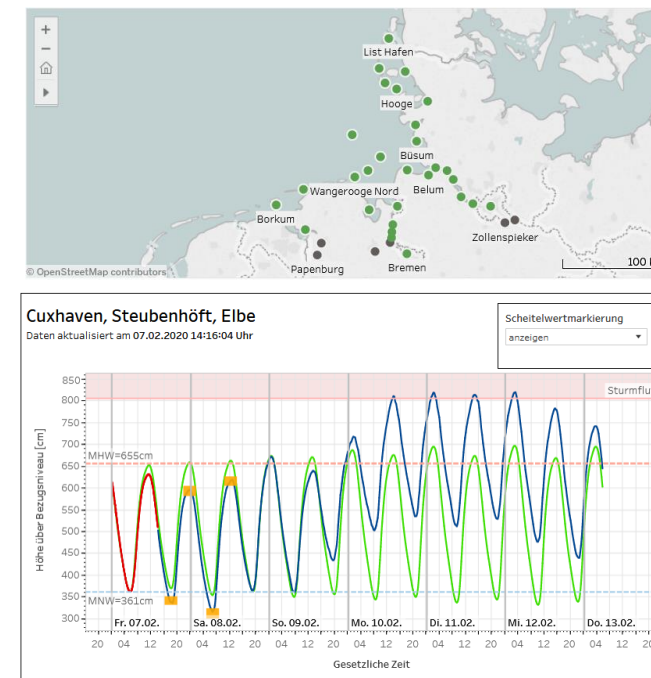 +
−
List Hafen
Hooge
Büsum
Wangerooge Nord
Belum
Borkum
Zollenspieker
Papenburg
Bremen
100
© OpenStreetMap contributors
Cuxhaven, Steubenhöft, Elbe
Daten aktualisiert am 07.02.2020 14:16:04 Uhr
Scheitelwertmarkierung
anzeigen
Höhe über Bezugsniveau [cm]
850
800
750
700
650
600
550
500
450
400
350
300
Sturmflu
MHW=655cm
MNW=361cm
Fr. 07.02. Sa. 08.02. So. 09.02. Mo. 10.02. Di. 11.02. Mi. 12.02. Do. 13.02.
20 04 12 20 04 12 20 04 12 20 04 12 20 04 12 20 04 12 20 04 12 20
Gesetzliche Zeit